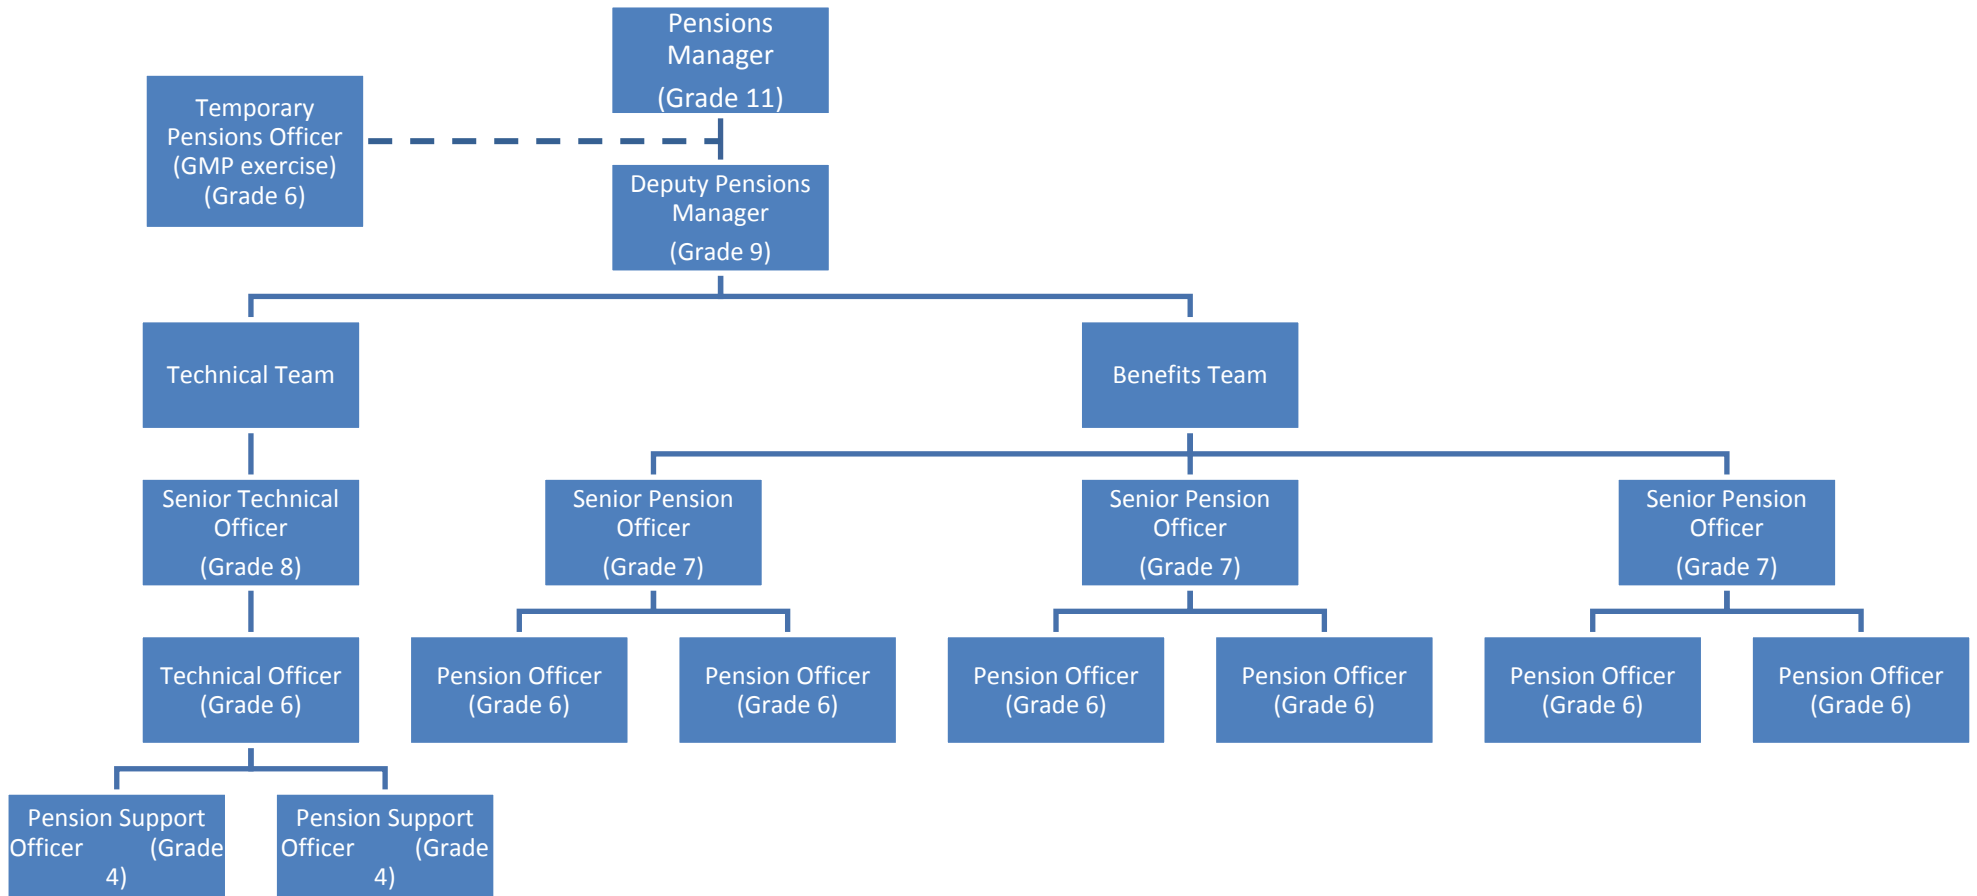 Pensions
Manager
(Grade 11)
Temporary
Pensions Officer
(GMP exercise)
(Grade 6)
Deputy Pensions
Manager
(Grade 9)
Technical Team
Benefits Team
Senior Technical
Officer
(Grade 8)
Senior Pension
Officer
(Grade 7)
Senior Pension
Officer
(Grade 7)
Senior Pension
Officer
(Grade 7)
Technical Officer
(Grade 6)
Pension Officer
(Grade 6)
Pension Officer
(Grade 6)
Pension Officer
(Grade 6)
Pension Officer
(Grade 6)
Pension Officer
(Grade 6)
Pension Officer
(Grade 6)
Pension Support
Officer (Grade
4)
Pension Support
Officer (Grade
4)